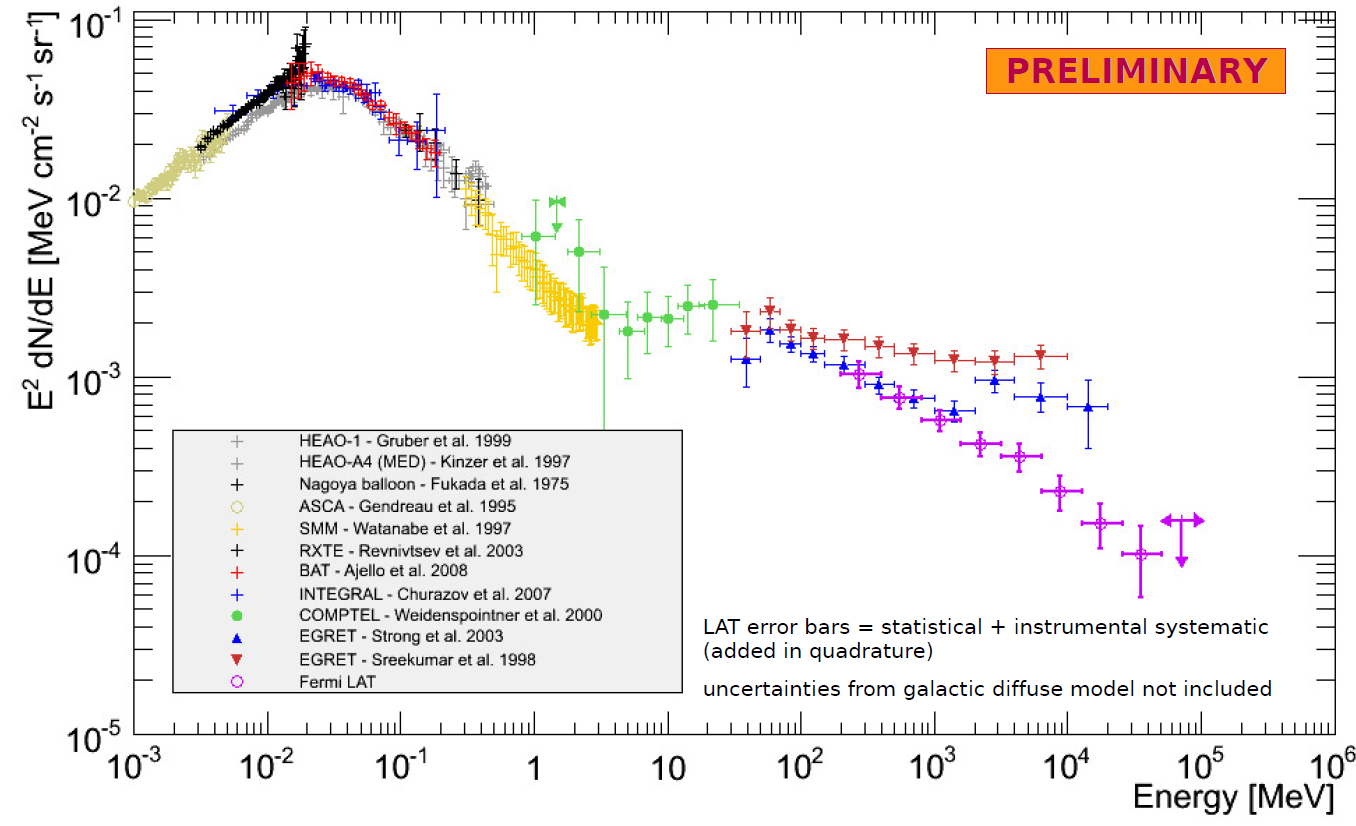 PRELIMINARY
E² dN/dE [MeV cm⁻² s⁻¹ sr⁻¹]
10⁻¹
10⁻²
10⁻³
10⁻⁴
10⁻⁵
HEAO-1 - Gruber et al. 1999
HEAO-A4 (MED) - Kinzer et al. 1997
Nagoya balloon - Fukada et al. 1975
ASCA - Gendreau et al. 1995
SMM - Watanabe et al. 1997
RXTE - Revnivtsev et al. 2003
BAT - Ajello et al. 2008
INTEGRAL - Churazov et al. 2007
COMPTEL - Weidenspointner et al. 2000
EGRET - Strong et al. 2003
EGRET - Sreekumar et al. 1998
Fermi LAT
LAT error bars = statistical + instrumental systematic
(added in quadrature)
uncertainties from galactic diffuse model not included
10⁻³ 10⁻² 10⁻¹ 1 10 10² 10³ 10⁴ 10⁵ 10⁶
Energy [MeV]